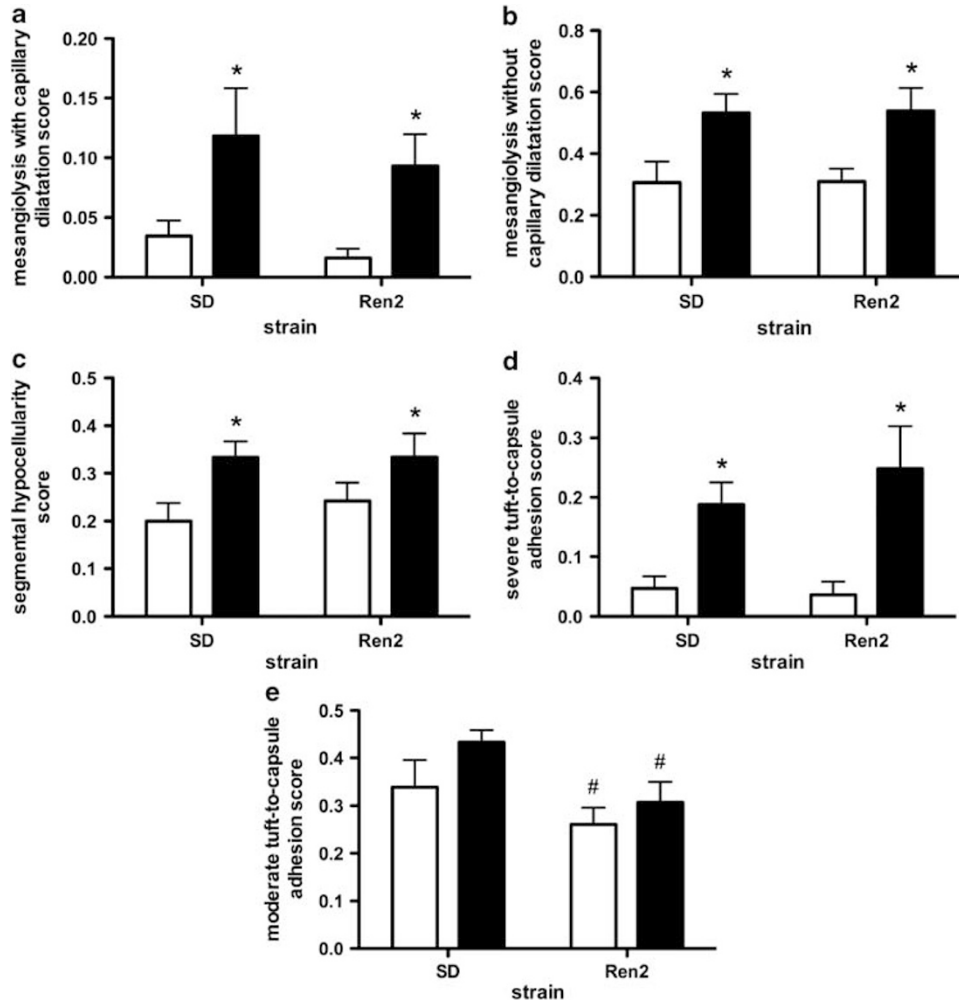 a
mesangiolysis with capillary
dilatation score
0.20
0.15
0.10
0.05
0.00
*
*
SD
Ren2
strain
b
mesangiolysis without
capillary dilatation score
0.8
0.6
0.4
0.2
0.0
*
*
SD
Ren2
strain
c
segmental hypocellularity
score
0.5
0.4
0.3
0.2
0.1
0.0
*
*
SD
Ren2
strain
d
severe tuft-to-capsule
adhesion score
0.4
0.3
0.2
0.1
0.0
*
*
SD
Ren2
strain
e
moderate tuft-to-capsule
adhesion score
0.5
0.4
0.3
0.2
0.1
0.0
#
#
SD
Ren2
strain